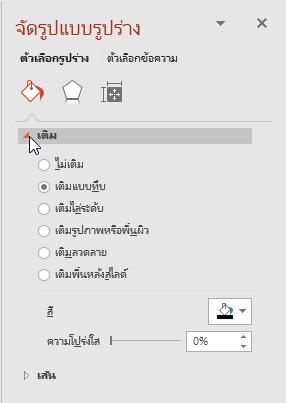 จัดรูปแบบรูปร่าง
ตัวเลือกรูปร่าง ตัวเลือกข้อความ
เติม
ไม่เติม
เติมแบบทึบ
เติมไล่ระดับ
เติมรูปภาพหรือพื้นผิว
เติมลวดลาย
เติมพื้นหลังสไลด์
สี
ความโปร่งใส 0%
เส้น